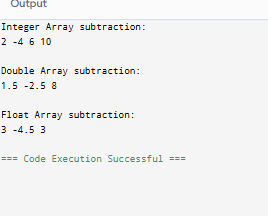 Output
Integer Array subtraction:
2 -4 6 10
Double Array subtraction:
1.5 -2.5 8
Float Array subtraction:
3 -4.5 3
=== Code Execution Successful ===